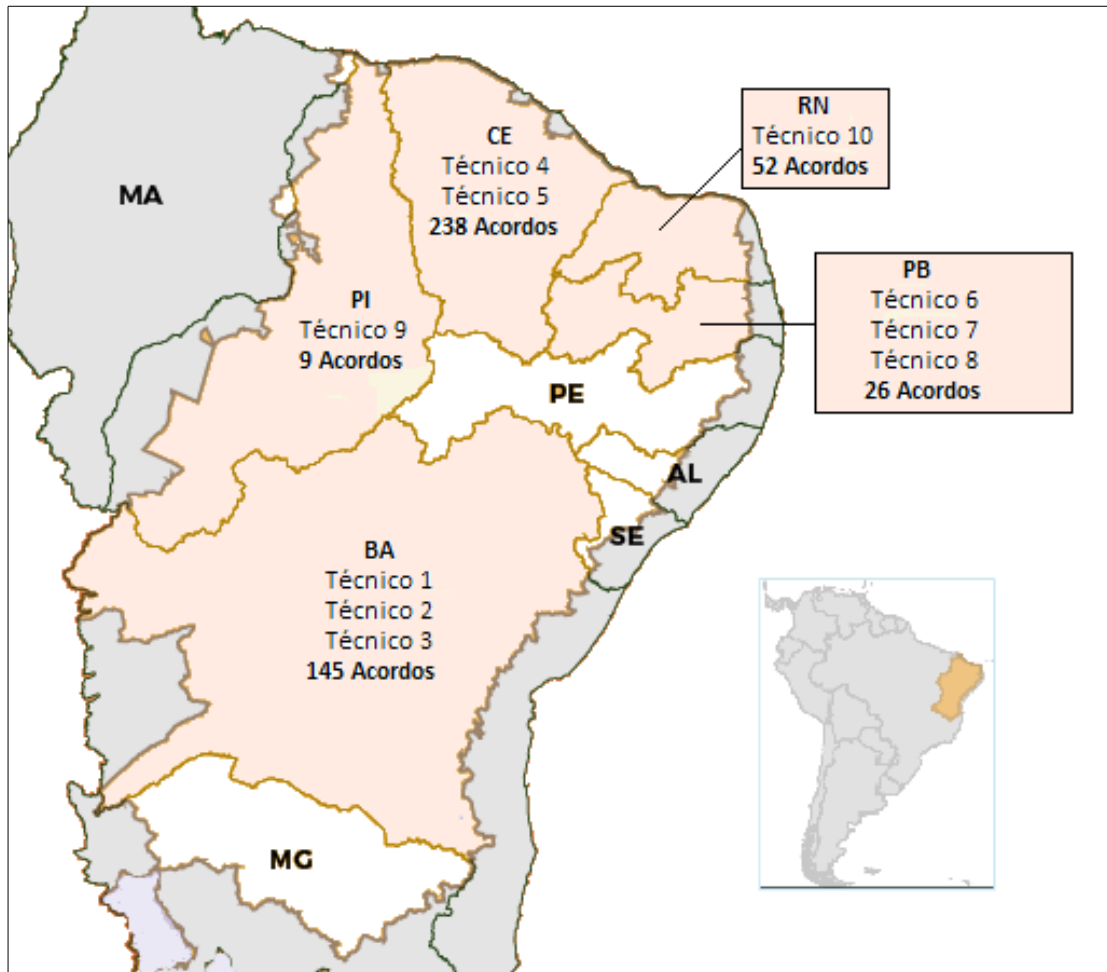 MA
CE
Técnico 4
Técnico 5
238 Acordos
RN
Técnico 10
52 Acordos
PB
Técnico 6
Técnico 7
Técnico 8
26 Acordos
PI
Técnico 9
9 Acordos
PE
AL
SE
BA
Técnico 1
Técnico 2
Técnico 3
145 Acordos
MG